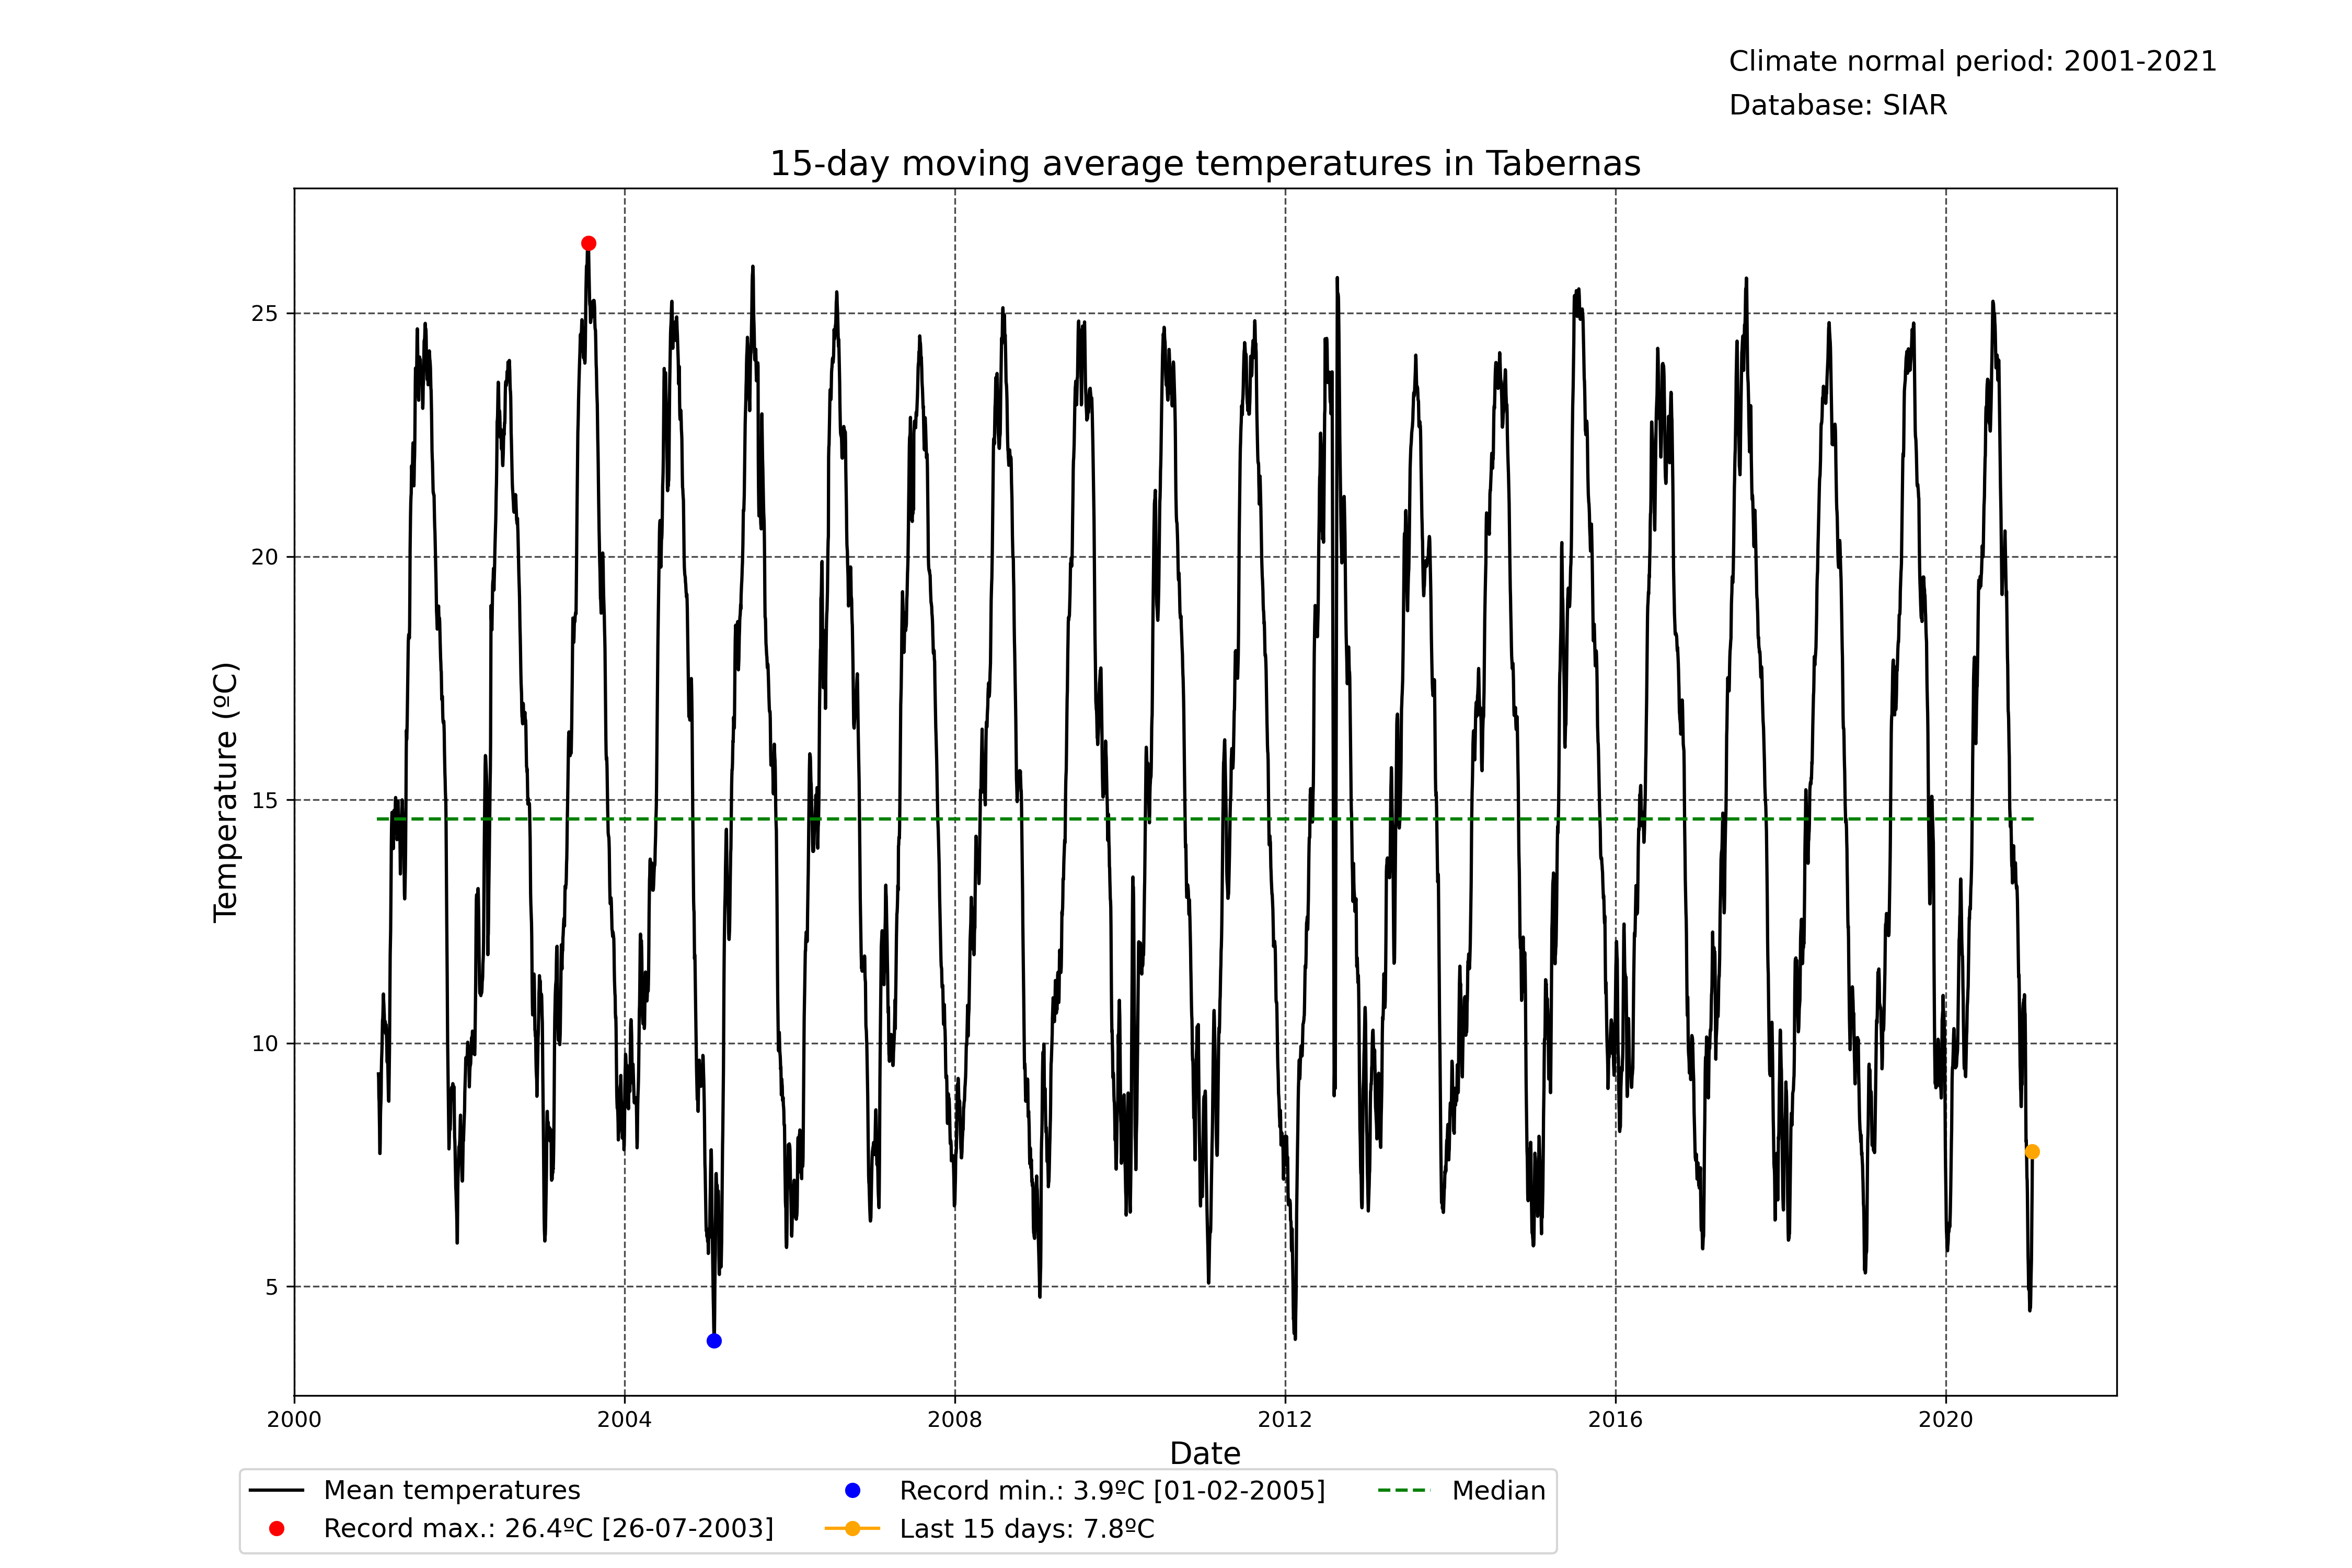 Climate normal period: 2001-2021
Database: SIAR
15-day moving average temperatures in Tabernas
25
20
15
10
5
Temperature (ºC)
2000
2004
2008
2012
2016
2020
Date
Mean temperatures
Record max.: 26.4ºC [26-07-2003]
Record min.: 3.9ºC [01-02-2005]
Last 15 days: 7.8ºC
Median